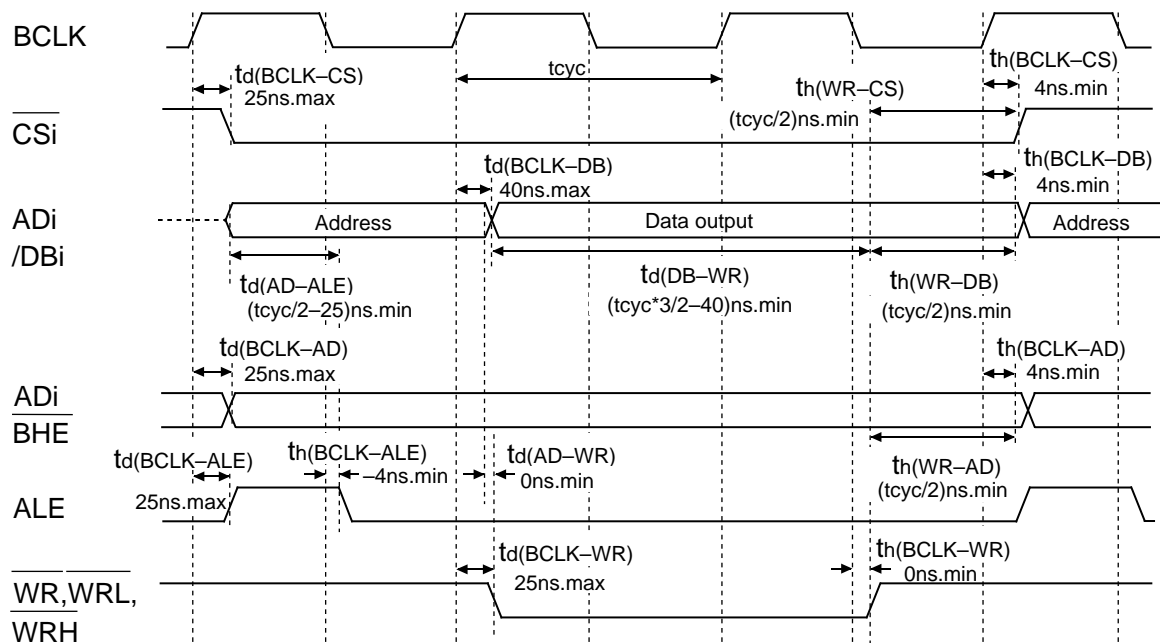 BCLK
td(BCLK–CS)
25ns.max
tcyc
th(BCLK–CS)
4ns.min
th(WR–CS)
(tcyc/2)ns.min
CSi
td(BCLK–DB)
40ns.max
th(BCLK–DB)
4ns.min
ADi
/DBi
Address
Data output
Address
td(AD–ALE)
(tcyc/2–25)ns.min
td(DB–WR)
(tcyc*3/2–40)ns.min
th(WR–DB)
(tcyc/2)ns.min
td(BCLK–AD)
25ns.max
th(BCLK–AD)
4ns.min
ADi
BHE
td(BCLK–ALE)
25ns.max
th(BCLK–ALE)
–4ns.min
td(AD–WR)
0ns.min
th(WR–AD)
(tcyc/2)ns.min
ALE
td(BCLK–WR)
25ns.max
th(BCLK–WR)
0ns.min
WR,WRL,
WRH